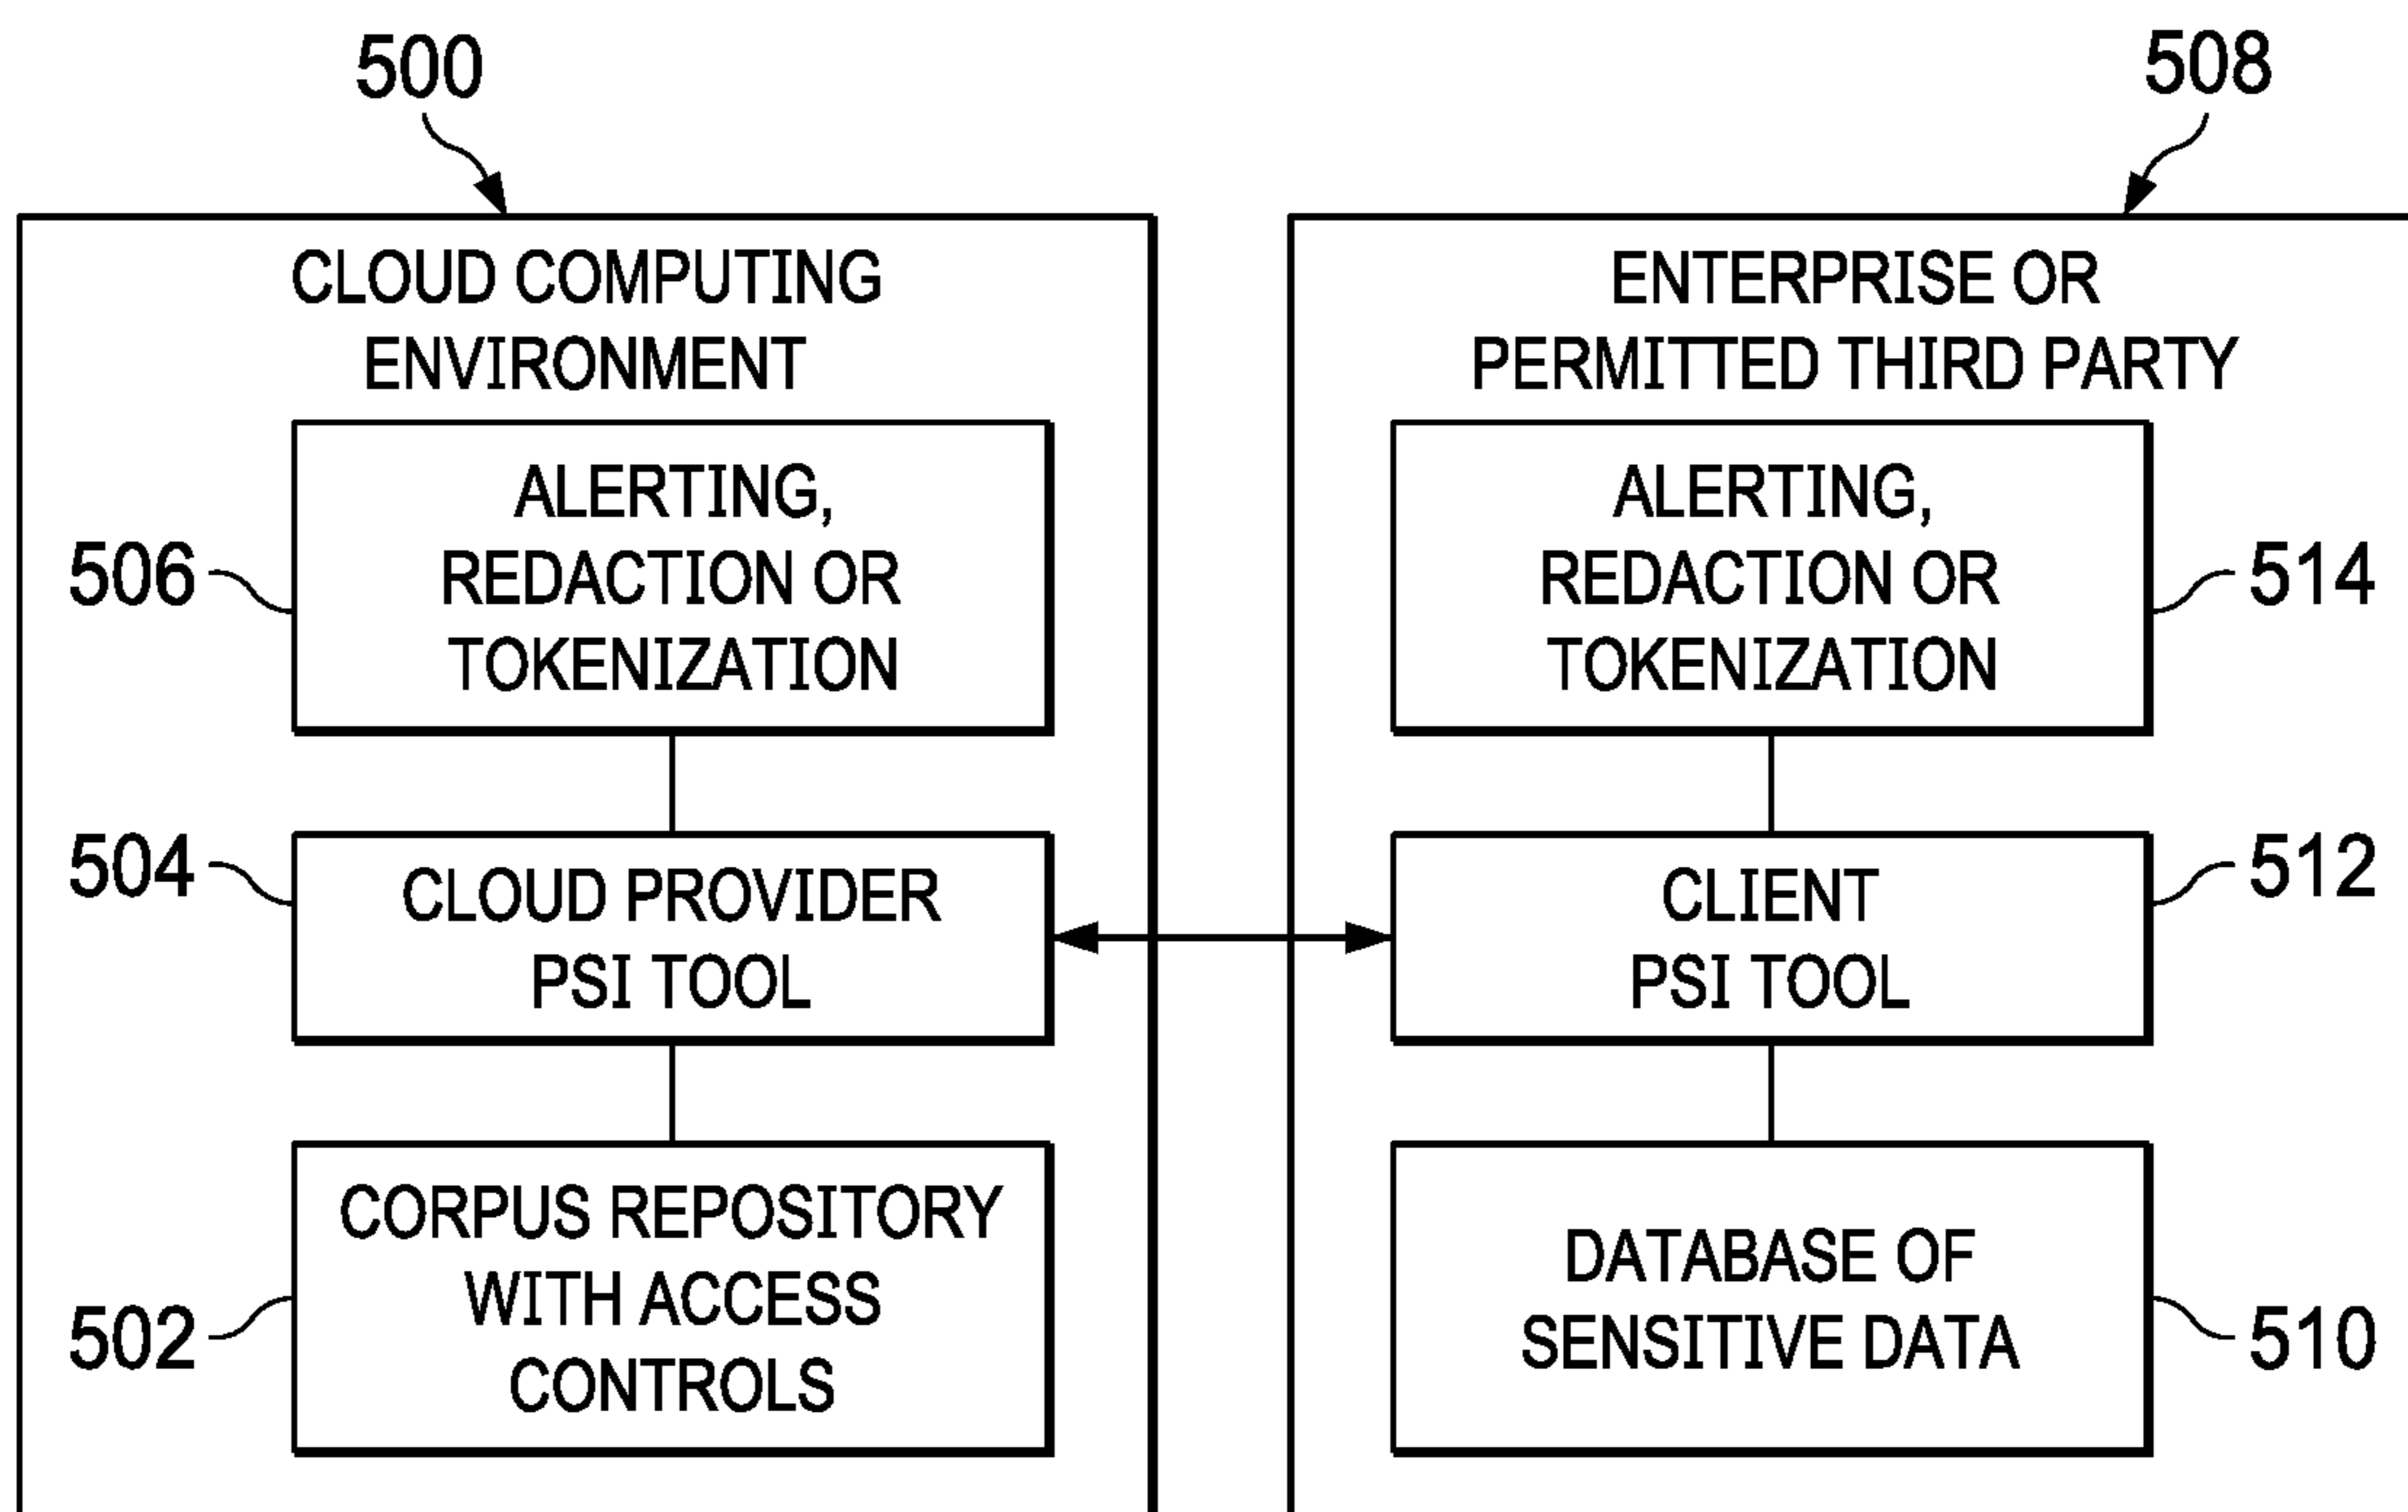 500
508
CLOUD COMPUTING
ENVIRONMENT
ALERTING,
REDACTION OR
TOKENIZATION
506
CLOUD PROVIDER
PSI TOOL
504
CORPUS REPOSITORY
WITH ACCESS
CONTROLS
502
ENTERPRISE OR
PERMITTED THIRD PARTY
ALERTING,
REDACTION OR
TOKENIZATION
514
CLIENT
PSI TOOL
512
DATABASE OF
SENSITIVE DATA
510